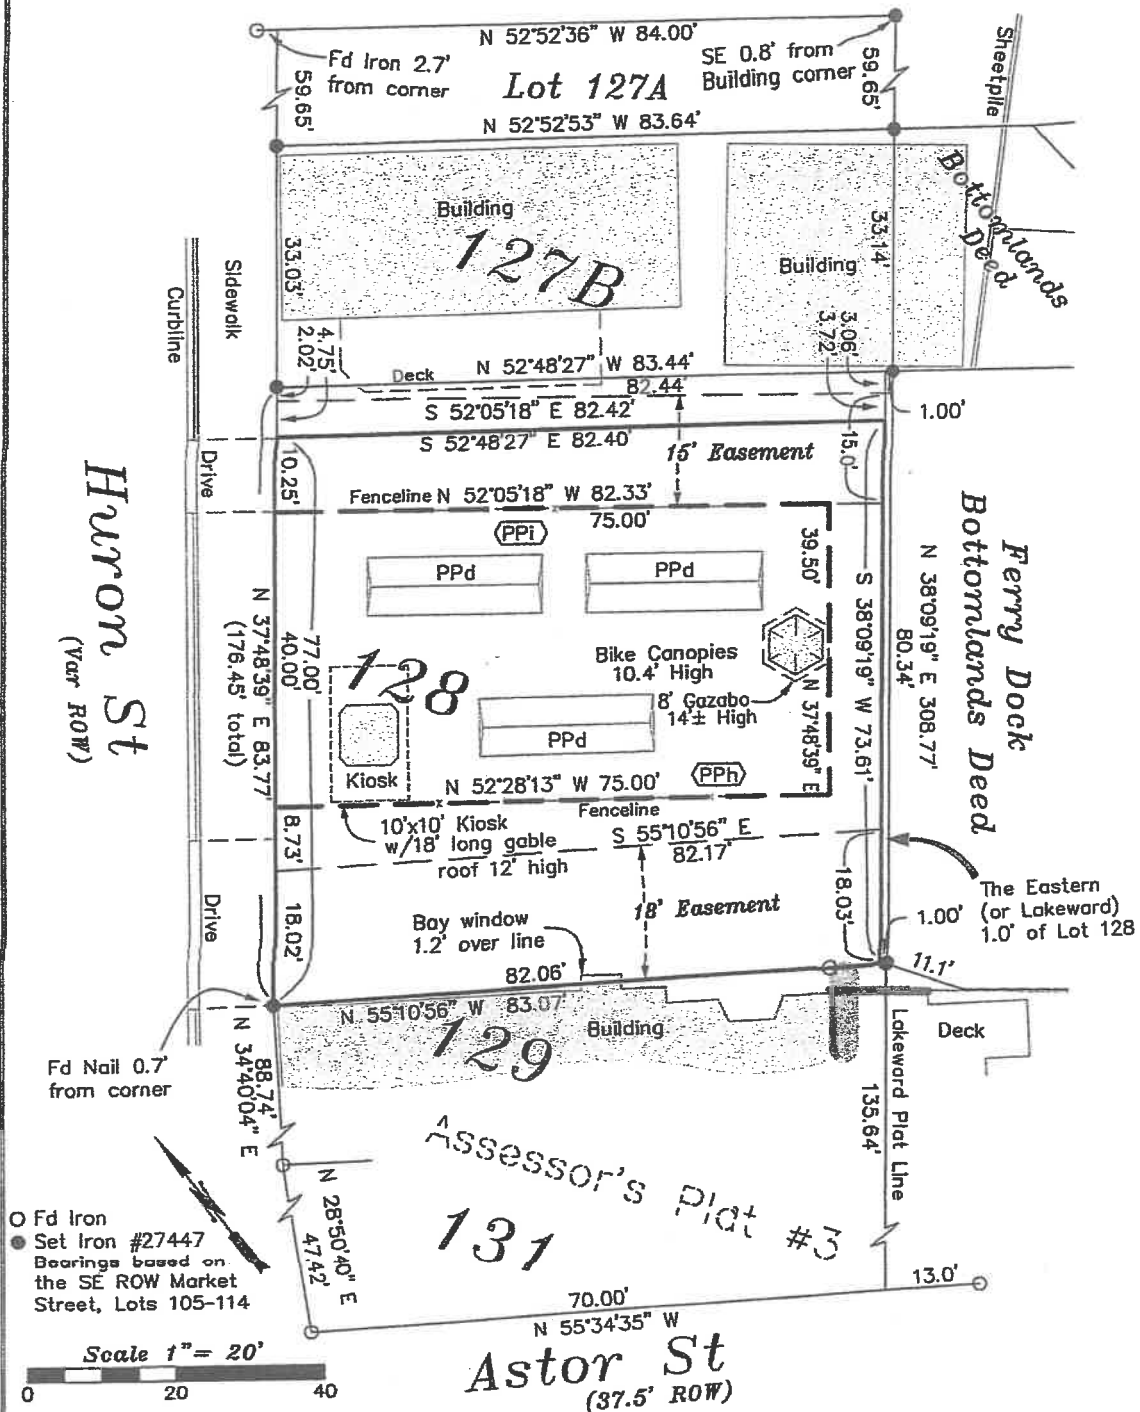 N 52°52'36" W 84.00'
Fd Iron 2.7'
from corner
SE 0.8' from
Building corner
59.65'
59.65'
Sheetpile
Lot 127A
N 52°52'53" W 83.64'
Bottomlands
Deed
Building
127B
Building
33.03'
33.14'
Sidewalk
Curbline
4.75'
2.02'
3.06'
3.72'
N 52°48'27" W 83.44'
Deck
82.44'
S 52°05'18" E 82.42'
1.00'
S 52°48'27" E 82.40'
15' Easement
15.0'
Drive
10.25'
Fenceline N 52°05'18" W 82.33'
75.00'
PPi
PPd
PPd
39.50'
Huron St
(Var ROW)
N 37°48'39" E 83.77'
(176.45' total)
77.00'
40.00'
128
Bike Canopies
10.4' High
8' Gazabo
14'± High
N 37°48'39" E
S 38°09'19" W 73.61'
N 38°09'19" E 308.77'
80.34'
Ferry Dock
Bottomlands Deed
PPd
Kiosk
N 52°28'13" W 75.00'
PPh
Fenceline
10'x10' Kiosk
w/18' long gable
roof 12' high
S 55°10'56" E
82.17'
8.73'
Drive
18.02'
18.03'
18' Easement
The Eastern
(or Lakeward)
1.0' of Lot 128
1.00'
Bay window
1.2' over line
82.06'
11.1'
N 55°10'56" W 83.07'
129
Building
Deck
Fd Nail 0.7'
from corner
88.74'
N 34°40'04" E
Lakeward Plat Line
135.64'
Assessor's Plat #3
N 28°50'40" E
47.42'
131
Fd Iron
Set Iron #27447
Bearings based on
the SE ROW Market
Street, Lots 105-114
70.00'
13.0'
N 55°34'35" W
Astor St
(37.5' ROW)
Scale 1"= 20'
0 20 40